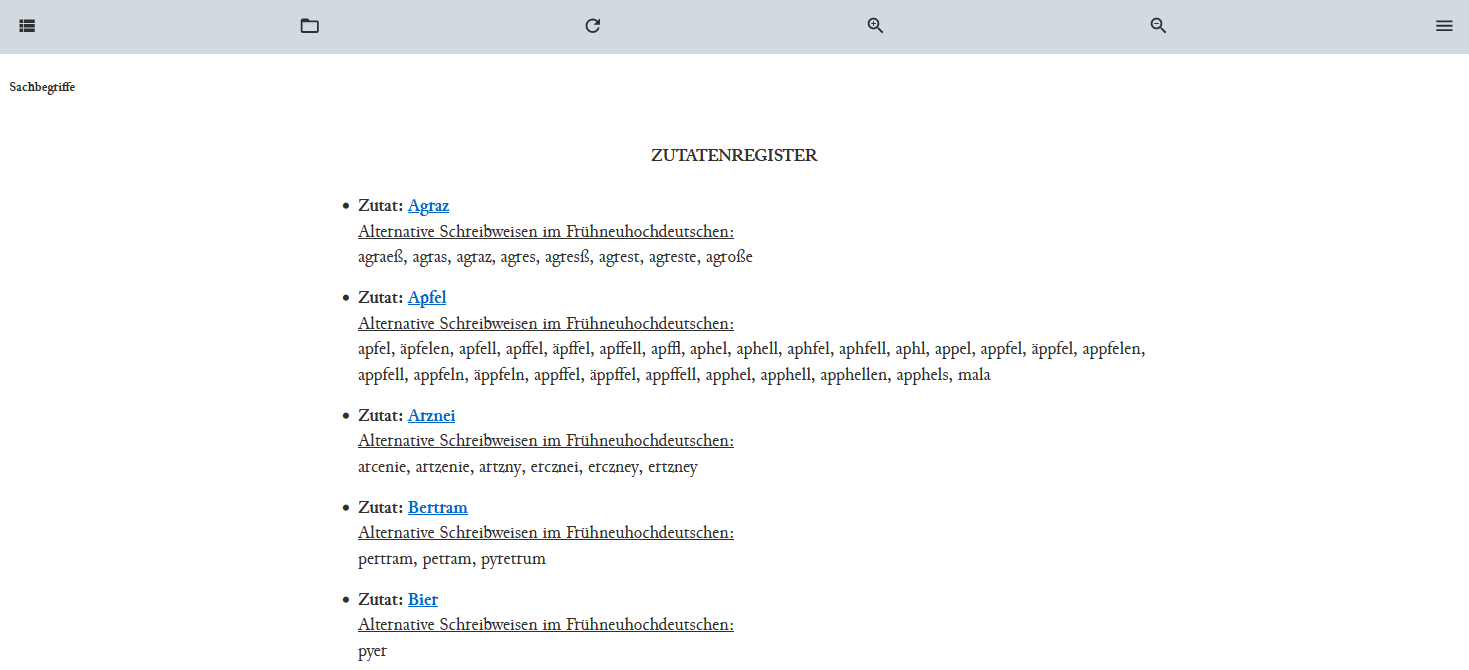 Sachbegriffe
ZUTATENREGISTER
• Zutat: Agraz
Alternative Schreibweisen im Frühneuhochdeutschen:
agraeß, agras, agraz, agres, agresß, agrest, agreste, agroße
• Zutat: Apfel
Alternative Schreibweisen im Frühneuhochdeutschen:
apfel, äpfelen, apfell, apffel, äpffel, apffell, apffl, aphel, aphell, aphfel, aphfell, aphl, appel, appfel, äppfel, appfelen,
appfell, appfeln, äppfeln, appffel, äppffel, appffell, apphel, apphell, apphellen, apphels, mala
• Zutat: Arznei
Alternative Schreibweisen im Frühneuhochdeutschen:
arcenie, artzenie, artzny, ercznei, erczney, ertzney
• Zutat: Bertram
Alternative Schreibweisen im Frühneuhochdeutschen:
pertram, petram, pyretrum
• Zutat: Bier
Alternative Schreibweisen im Frühneuhochdeutschen:
pyer